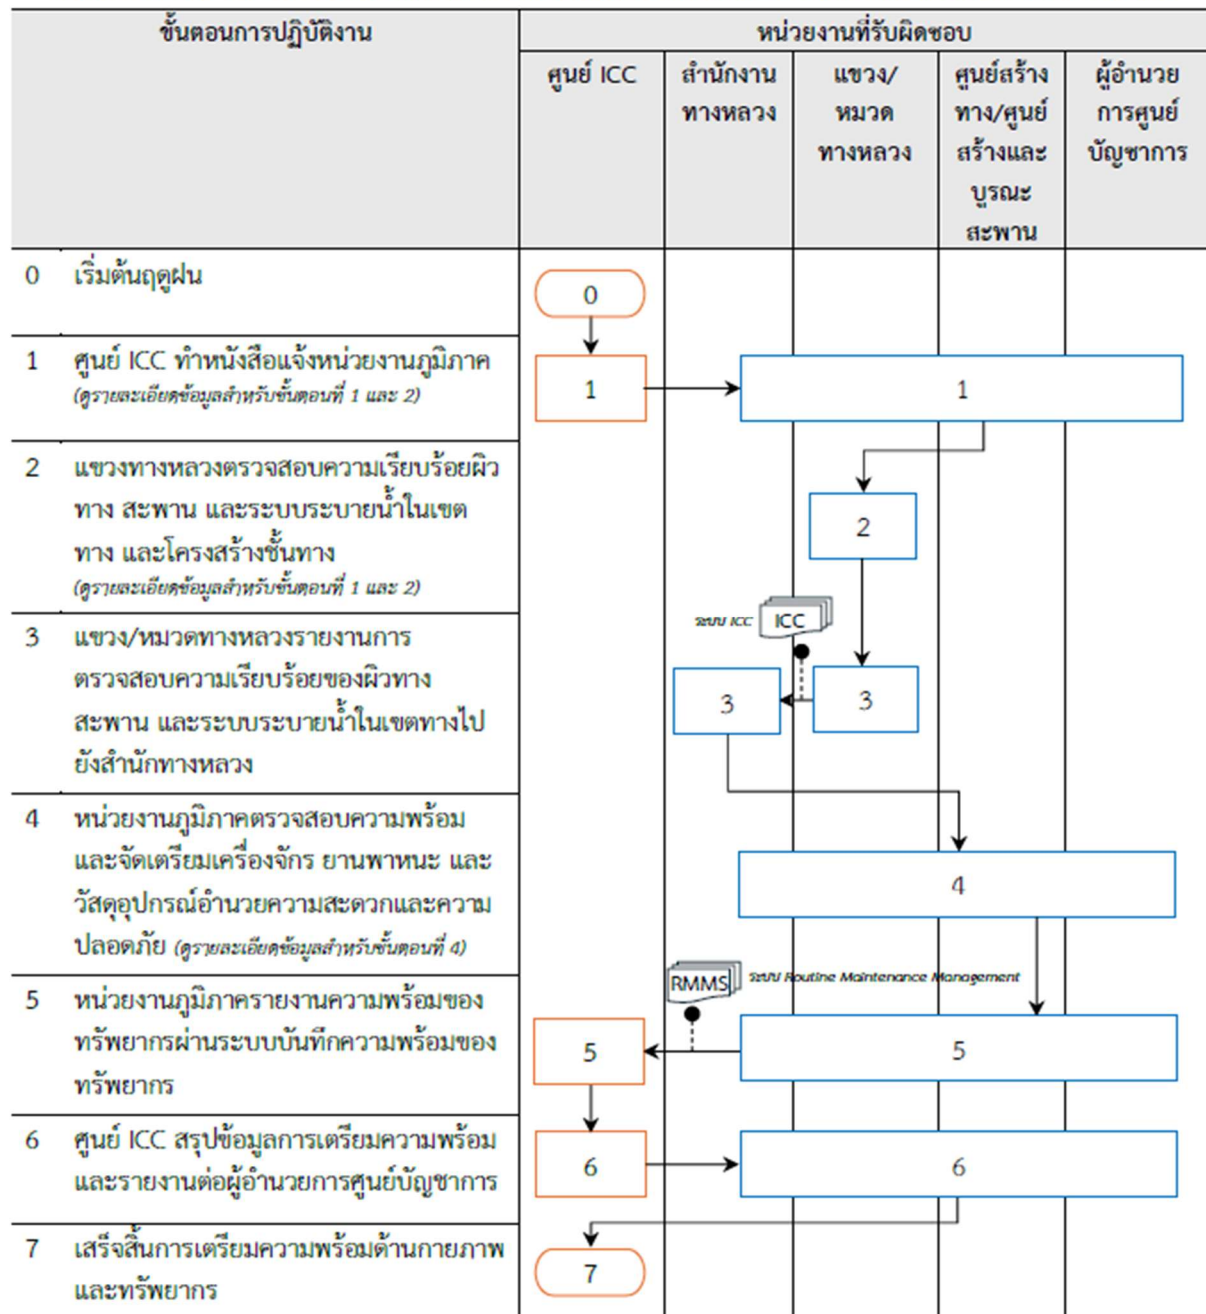 ขั้นตอนการปฏิบัติงาน
หน่วยงานที่รับผิดชอบ
ศูนย์ ICC
สำนักงาน
ทางหลวง
แขวง/
หมวด
ทางหลวง
ศูนย์สร้าง
ทาง/ศูนย์
สร้างและ
บูรณะ
สะพาน
ผู้อำนวย
การศูนย์
บัญชาการ
0 เริ่มต้นฤดูฝน
0
1 ศูนย์ ICC ทำหนังสือแจ้งหน่วยงานภูมิภาค
(ดูรายละเอียดข้อมูลสำหรับขั้นตอนที่ 1 และ 2)
1
1
2 แขวงทางหลวงตรวจสอบความเรียบร้อยผิว
ทาง สะพาน และระบบระบายน้ำในเขต
ทาง และโครงสร้างชั้นทาง
(ดูรายละเอียดข้อมูลสำหรับขั้นตอนที่ 1 และ 2)
2
3 แขวง/หมวดทางหลวงรายงานการ
ตรวจสอบความเรียบร้อยของผิวทาง
สะพาน และระบบระบายน้ำในเขตทางไป
ยังสำนักทางหลวง
ระบบ ICC
ICC
3
3
4 หน่วยงานภูมิภาคตรวจสอบความพร้อม
และจัดเตรียมเครื่องจักร ยานพาหนะ และ
วัสดุอุปกรณ์อำนวยความสะดวกและความ
ปลอดภัย (ดูรายละเอียดข้อมูลสำหรับขั้นตอนที่ 4)
4
RMMS
ระบบ Routine Maintenance Management
5 หน่วยงานภูมิภาครายงานความพร้อมของ
ทรัพยากรผ่านระบบบันทึกความพร้อมของ
ทรัพยากร
5
5
6 ศูนย์ ICC สรุปข้อมูลการเตรียมความพร้อม
และรายงานต่อผู้อำนวยการศูนย์บัญชาการ
6
6
7 เสร็จสิ้นการเตรียมความพร้อมด้านกายภาพ
และทรัพยากร
7